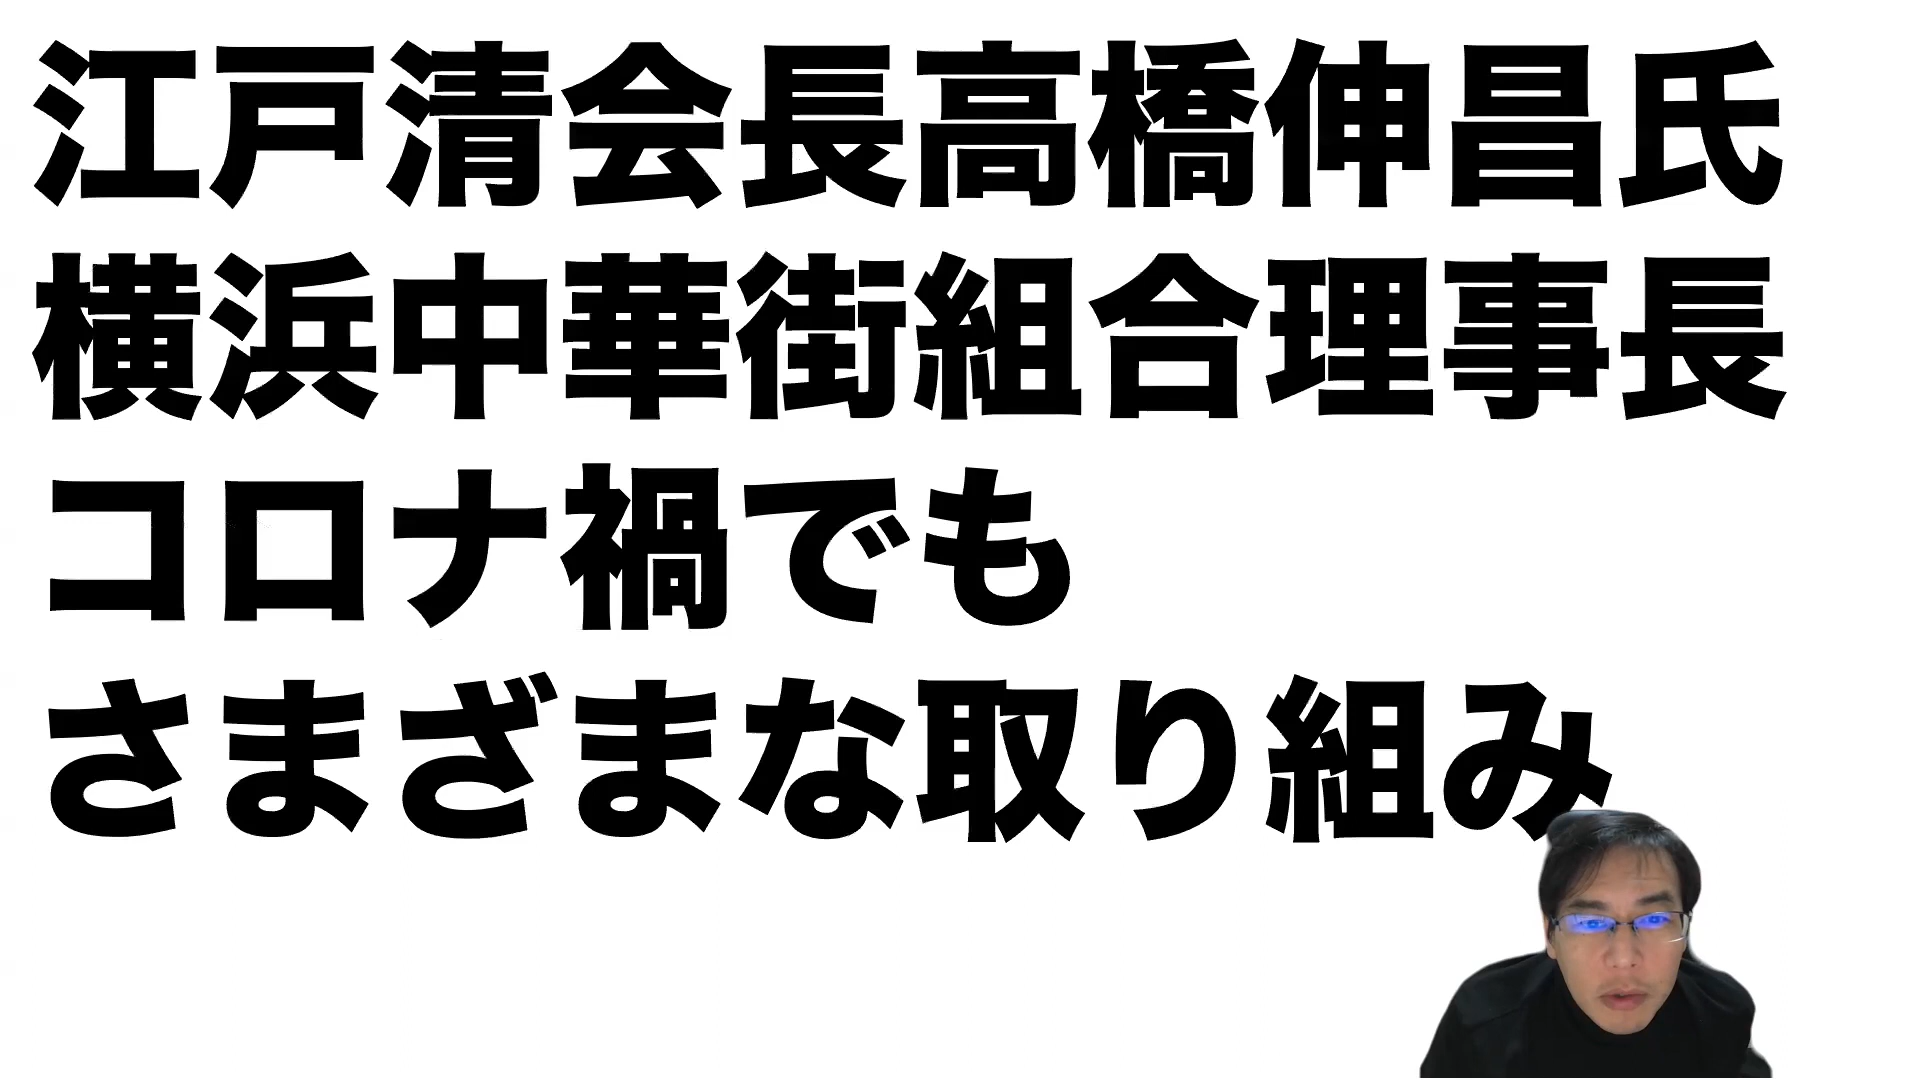 江戸清会長高橋伸昌氏
横浜中華街組合理事長
コロナ禍でも
さまざまな取り組み